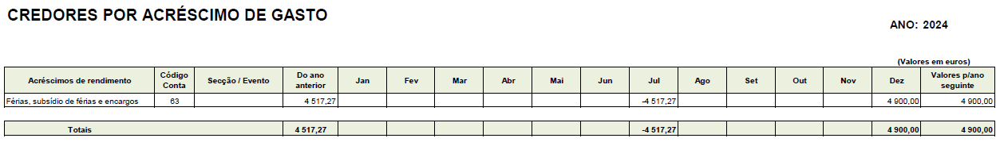 CREDORES POR ACRÉSCIMO DE GASTO
ANO: 2024
(Valores em euros)
Acréscimos de rendimento Código Conta Secção / Evento Do ano anterior Jan Fev Mar Abr Mai Jun Jul Ago Set Out Nov Dez Valores p/ano seguinte
Férias, subsídio de férias e encargos 63 4 517,27 -4 517,27 4 900,00 4 900,00
Totais 4 517,27 -4 517,27 4 900,00 4 900,00